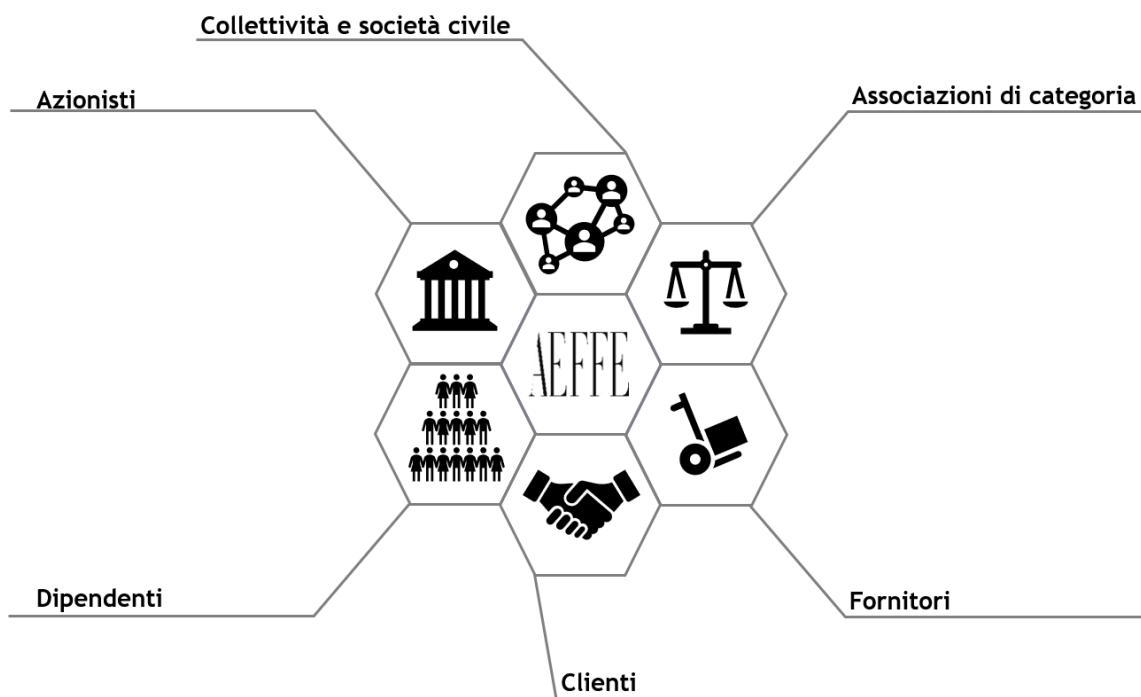 Collettività e società civile
Azionisti
Associazioni di categoria
AEFFE
Dipendenti
Fornitori
Clienti